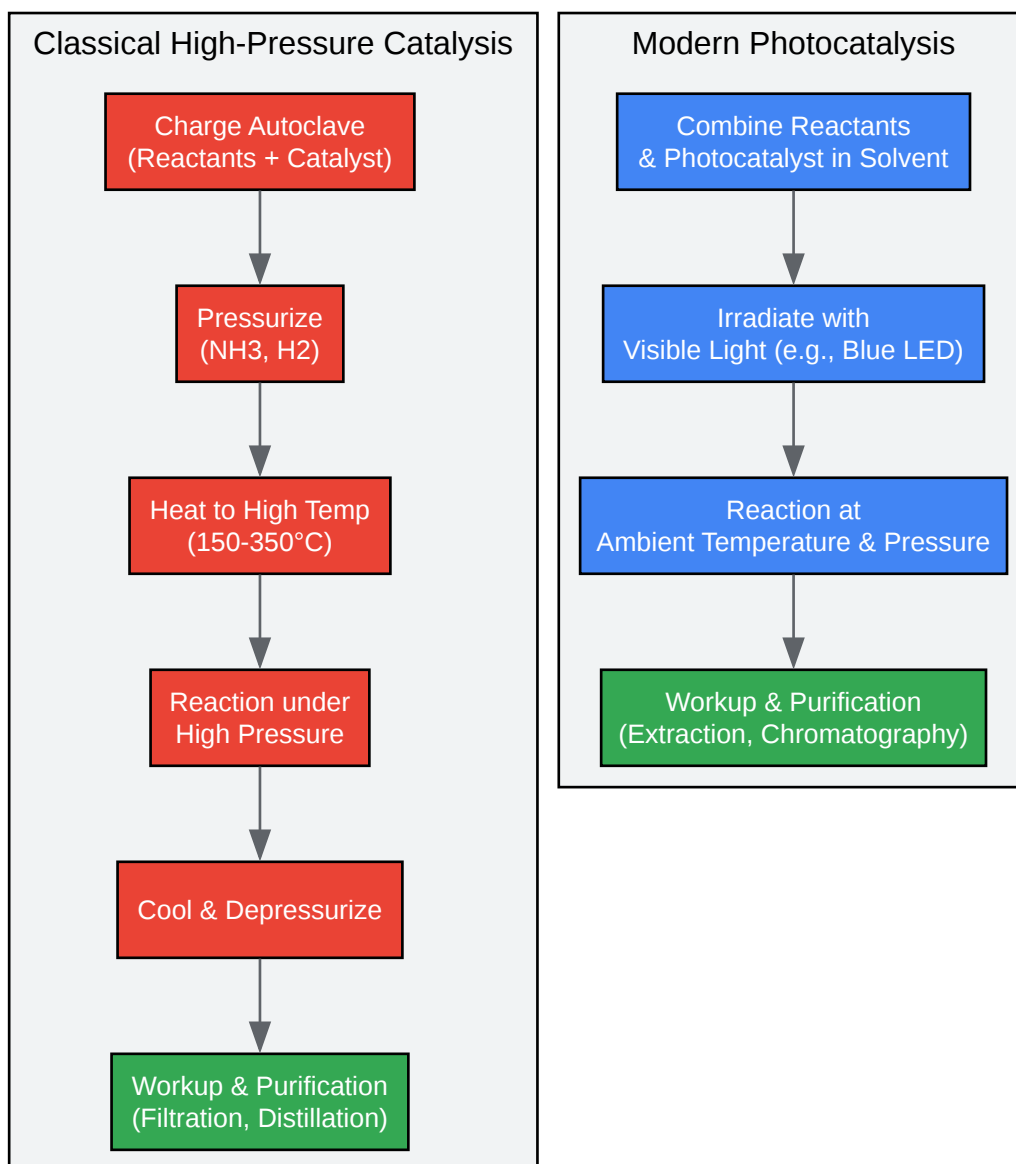 Classical High-Pressure Catalysis
Charge Autoclave
(Reactants + Catalyst)
Pressurize
(NH3, H2)
Heat to High Temp
(150-350°C)
Reaction under
High Pressure
Cool & Depressurize
Workup & Purification
(Filtration, Distillation)
Modern Photocatalysis
Combine Reactants
& Photocatalyst in Solvent
Irradiate with
Visible Light (e.g., Blue LED)
Reaction at
Ambient Temperature & Pressure
Workup & Purification
(Extraction, Chromatography)